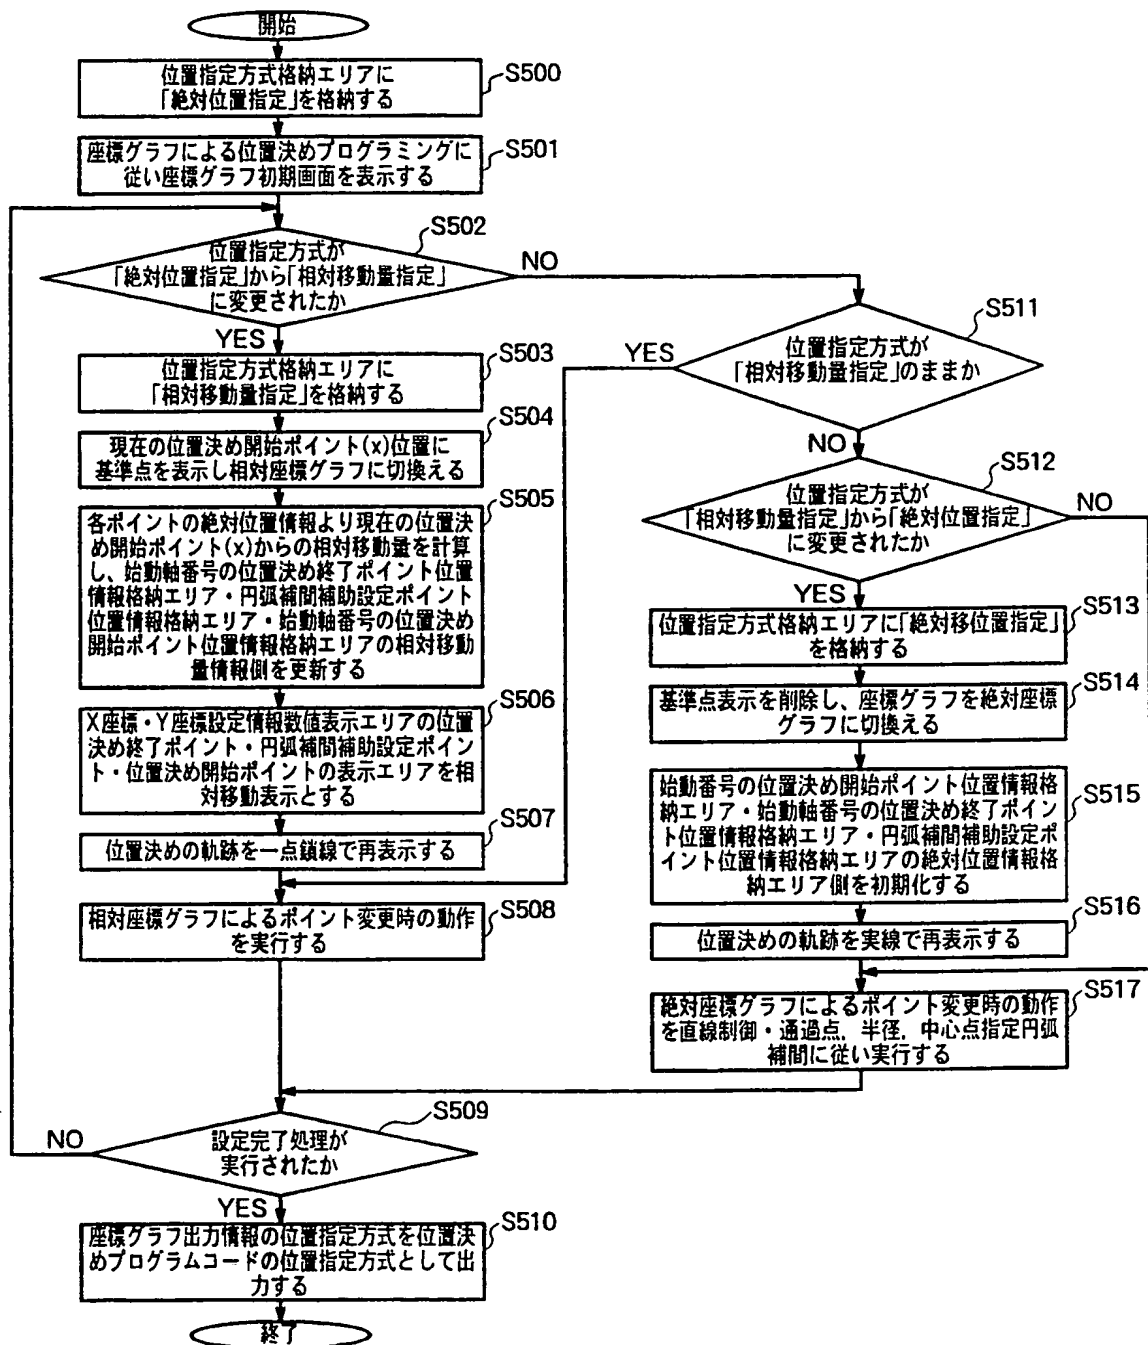 開始
位置指定方式格納エリアに
「絶対位置指定」を格納する
S500
座標グラフによる位置決めプログラミングに
従い座標グラフ初期画面を表示する
S501
位置指定方式が
「絶対位置指定」から「相対移動量指定」
に変更されたか
S502
NO
YES
位置指定方式格納エリアに
「相対移動量指定」を格納する
S503
現在の位置決め開始ポイント(x)位置に
基準点を表示し相対座標グラフに切換える
S504
各ポイントの絶対位置情報より現在の位置決
め開始ポイント(x)からの相対移動量を計算
し、始動軸番号の位置決め終了ポイント位置
情報格納エリア・円弧補間補助設定ポイント
位置情報格納エリア・始動軸番号の位置決め
開始ポイント位置情報格納エリアの相対移動
量情報側を更新する
S505
X座標・Y座標設定情報数値表示エリアの位置
決め終了ポイント・円弧補間補助設定ポイン
ト・位置決め開始ポイントの表示エリアを相
対移動表示とする
S506
位置決めの軌跡を一点鎖線で再表示する
S507
相対座標グラフによるポイント変更時の動作
を実行する
S508
位置指定方式が
「相対移動量指定」のままか
S511
YES
NO
位置指定方式が
「相対移動量指定」から「絶対位置指定」
に変更されたか
S512
NO
YES
位置指定方式格納エリアに「絶対移位置指定」
を格納する
S513
基準点表示を削除し、座標グラフを絶対座標
グラフに切換える
S514
始動番号の位置決め開始ポイント位置情報格
納エリア・始動軸番号の位置決め終了ポイン
ト位置情報格納エリア・円弧補間補助設定ポ
イント位置情報格納エリアの絶対位置情報格
納エリア側を初期化する
S515
位置決めの軌跡を実線で再表示する
S516
絶対座標グラフによるポイント変更時の動作
を直線制御・通過点、半径、中心点指定円弧
補間に従い実行する
S517
設定完了処理が
実行されたか
S509
NO
YES
座標グラフ出力情報の位置指定方式を位置決
めプログラムコードの位置指定方式として出
力する
S510
終了